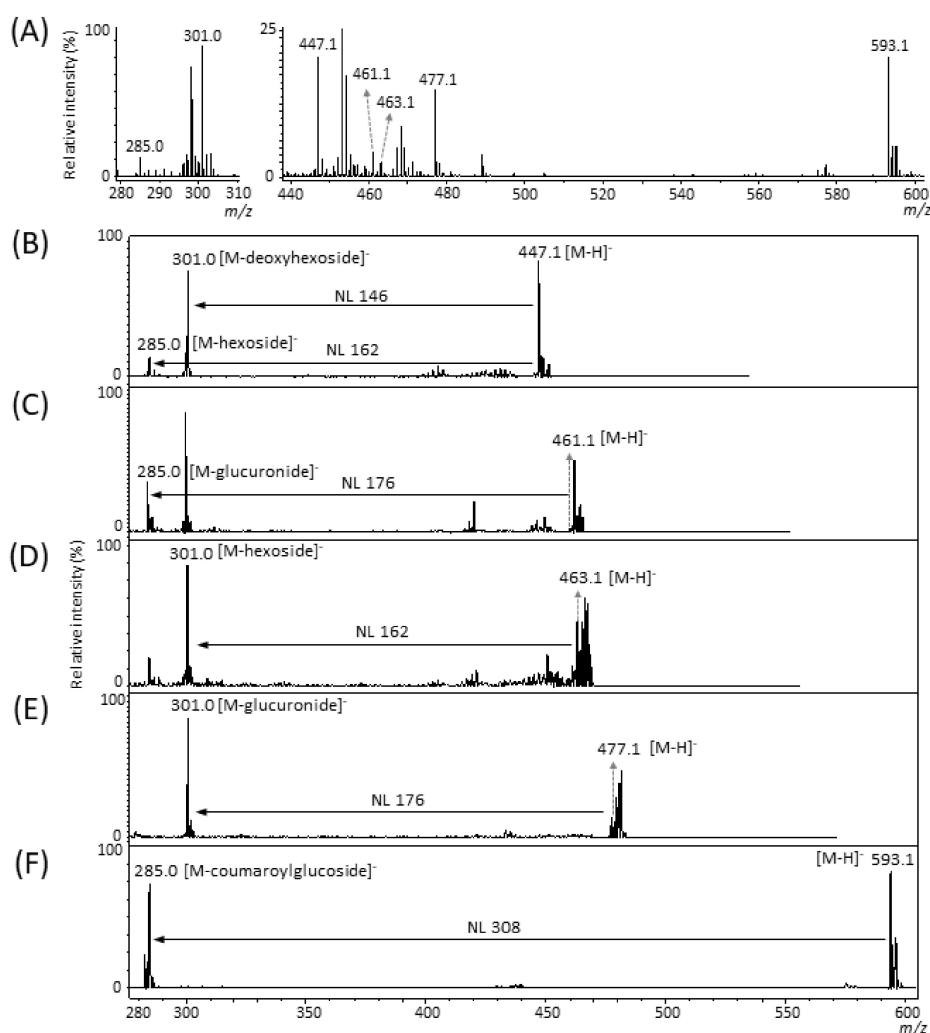 (A)
Relative intensity (%)
100
0
285.0
301.0
280 290 300 310
m/z
25
0
447.1
461.1
463.1
477.1
593.1
440 460 480 500 520 540 560 580 600
m/z
(B)
100
0
301.0 [M-deoxyhexoside]-
447.1 [M-H]-
NL 146
285.0 [M-hexoside]-
NL 162
(C)
100
0
285.0 [M-glucuronide]-
461.1 [M-H]-
NL 176
(D)
Relative intensity (%)
100
0
301.0 [M-hexoside]-
463.1 [M-H]-
NL 162
(E)
100
0
301.0 [M-glucuronide]-
477.1 [M-H]-
NL 176
(F)
100
0
285.0 [M-coumaroylglucoside]-
[M-H]- 593.1
NL 308
300 350 400 450 500 550 600
m/z